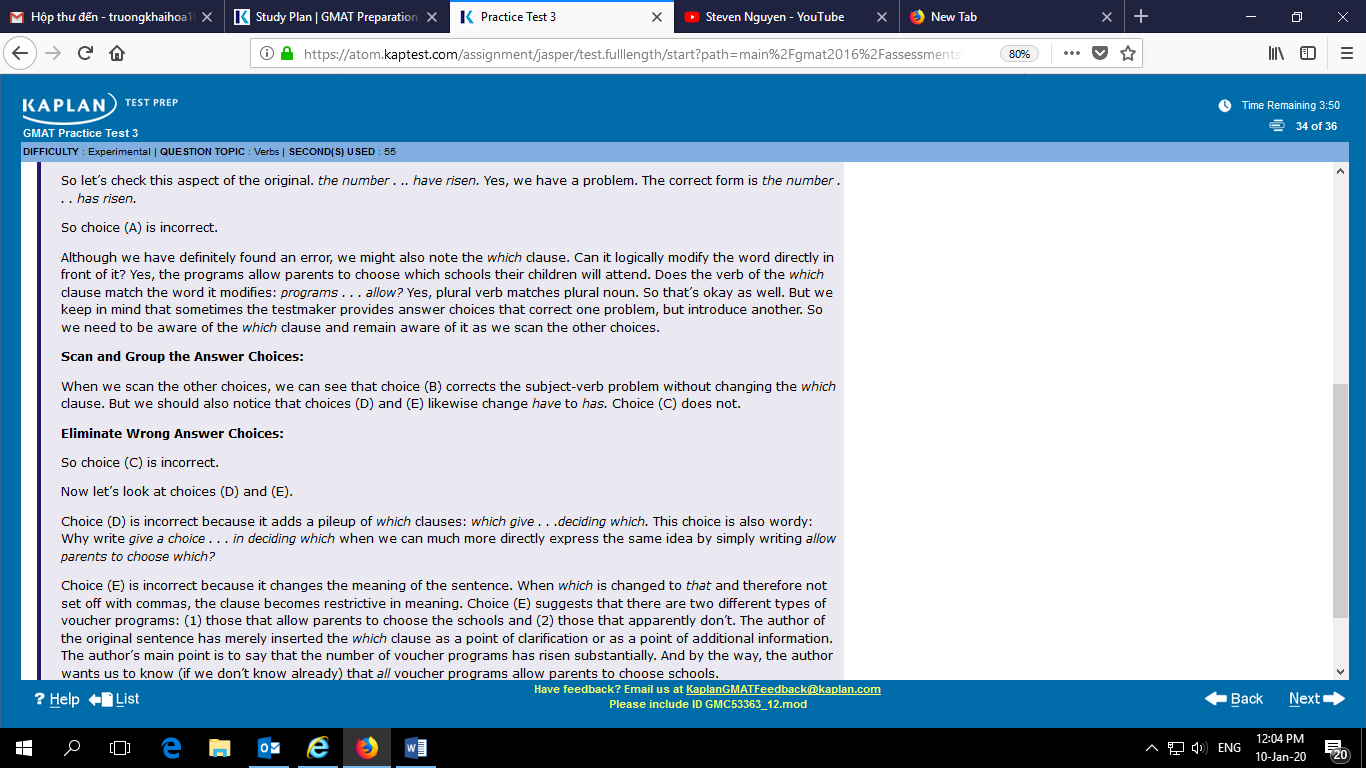 Hộp thư đến - truongkhaihoa1
Study Plan | GMAT Preparation
Practice Test 3
Steven Nguyen - YouTube
New Tab
https://atom.kaptest.com/assignment/jasper/test.fulllength/start?path=main%2Fgmat2016%2Fassessments
80%
KAPLAN TEST PREP
Time Remaining 3:50
GMAT Practice Test 3
34 of 36
DIFFICULTY : Experimental | QUESTION TOPIC : Verbs | SECOND(S) USED : 55
So let's check this aspect of the original. the number . .. have risen. Yes, we have a problem. The correct form is the number .
. . has risen.
So choice (A) is incorrect.
Although we have definitely found an error, we might also note the which clause. Can it logically modify the word directly in
front of it? Yes, the programs allow parents to choose which schools their children will attend. Does the verb of the which
clause match the word it modifies: programs . . . allow? Yes, plural verb matches plural noun. So that's okay as well. But we
keep in mind that sometimes the testmaker provides answer choices that correct one problem, but introduce another. So
we need to be aware of the which clause and remain aware of it as we scan the other choices.
Scan and Group the Answer Choices:
When we scan the other choices, we can see that choice (B) corrects the subject-verb problem without changing the which
clause. But we should also notice that choices (D) and (E) likewise change have to has. Choice (C) does not.
Eliminate Wrong Answer Choices:
So choice (C) is incorrect.
Now let's look at choices (D) and (E).
Choice (D) is incorrect because it adds a pileup of which clauses: which give . . .deciding which. This choice is also wordy:
Why write give a choice . . . in deciding which when we can much more directly express the same idea by simply writing allow
parents to choose which?
Choice (E) is incorrect because it changes the meaning of the sentence. When which is changed to that and therefore not
set off with commas, the clause becomes restrictive in meaning. Choice (E) suggests that there are two different types of
voucher programs: (1) those that allow parents to choose the schools and (2) those that apparently don't. The author of
the original sentence has merely inserted the which clause as a point of clarification or as a point of additional information.
The author's main point is to say that the number of voucher programs has risen substantially. And by the way, the author
wants us to know (if we don't know already) that all voucher programs allow parents to choose schools.
? Help
List
Have feedback? Email us at KaplanGMATFeedback@kaplan.com
Please include ID GMC53363_12.mod
Back
Next
ENG
12:04 PM
10-Jan-20
20